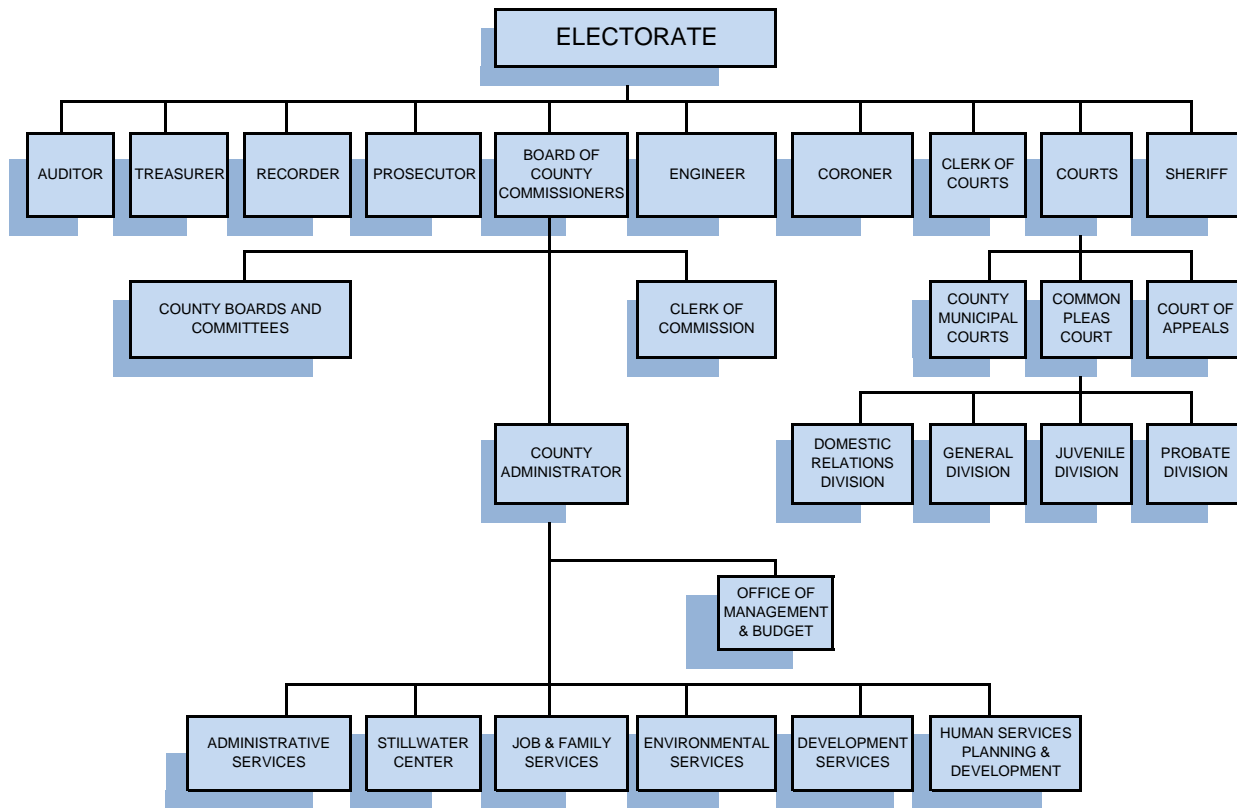 ELECTORATE
AUDITOR
TREASURER
RECORDER
PROSECUTOR
BOARD OF
COUNTY
COMMISSIONERS
ENGINEER
CORONER
CLERK OF
COURTS
COURTS
SHERIFF
COUNTY BOARDS AND
COMMITTEES
CLERK OF
COMMISSION
COUNTY
MUNICIPAL
COURTS
COMMON
PLEAS
COURT
COURT OF
APPEALS
COUNTY
ADMINISTRATOR
DOMESTIC
RELATIONS
DIVISION
GENERAL
DIVISION
JUVENILE
DIVISION
PROBATE
DIVISION
OFFICE OF
MANAGEMENT
& BUDGET
ADMINISTRATIVE
SERVICES
STILLWATER
CENTER
JOB & FAMILY
SERVICES
ENVIRONMENTAL
SERVICES
DEVELOPMENT
SERVICES
HUMAN SERVICES
PLANNING &
DEVELOPMENT